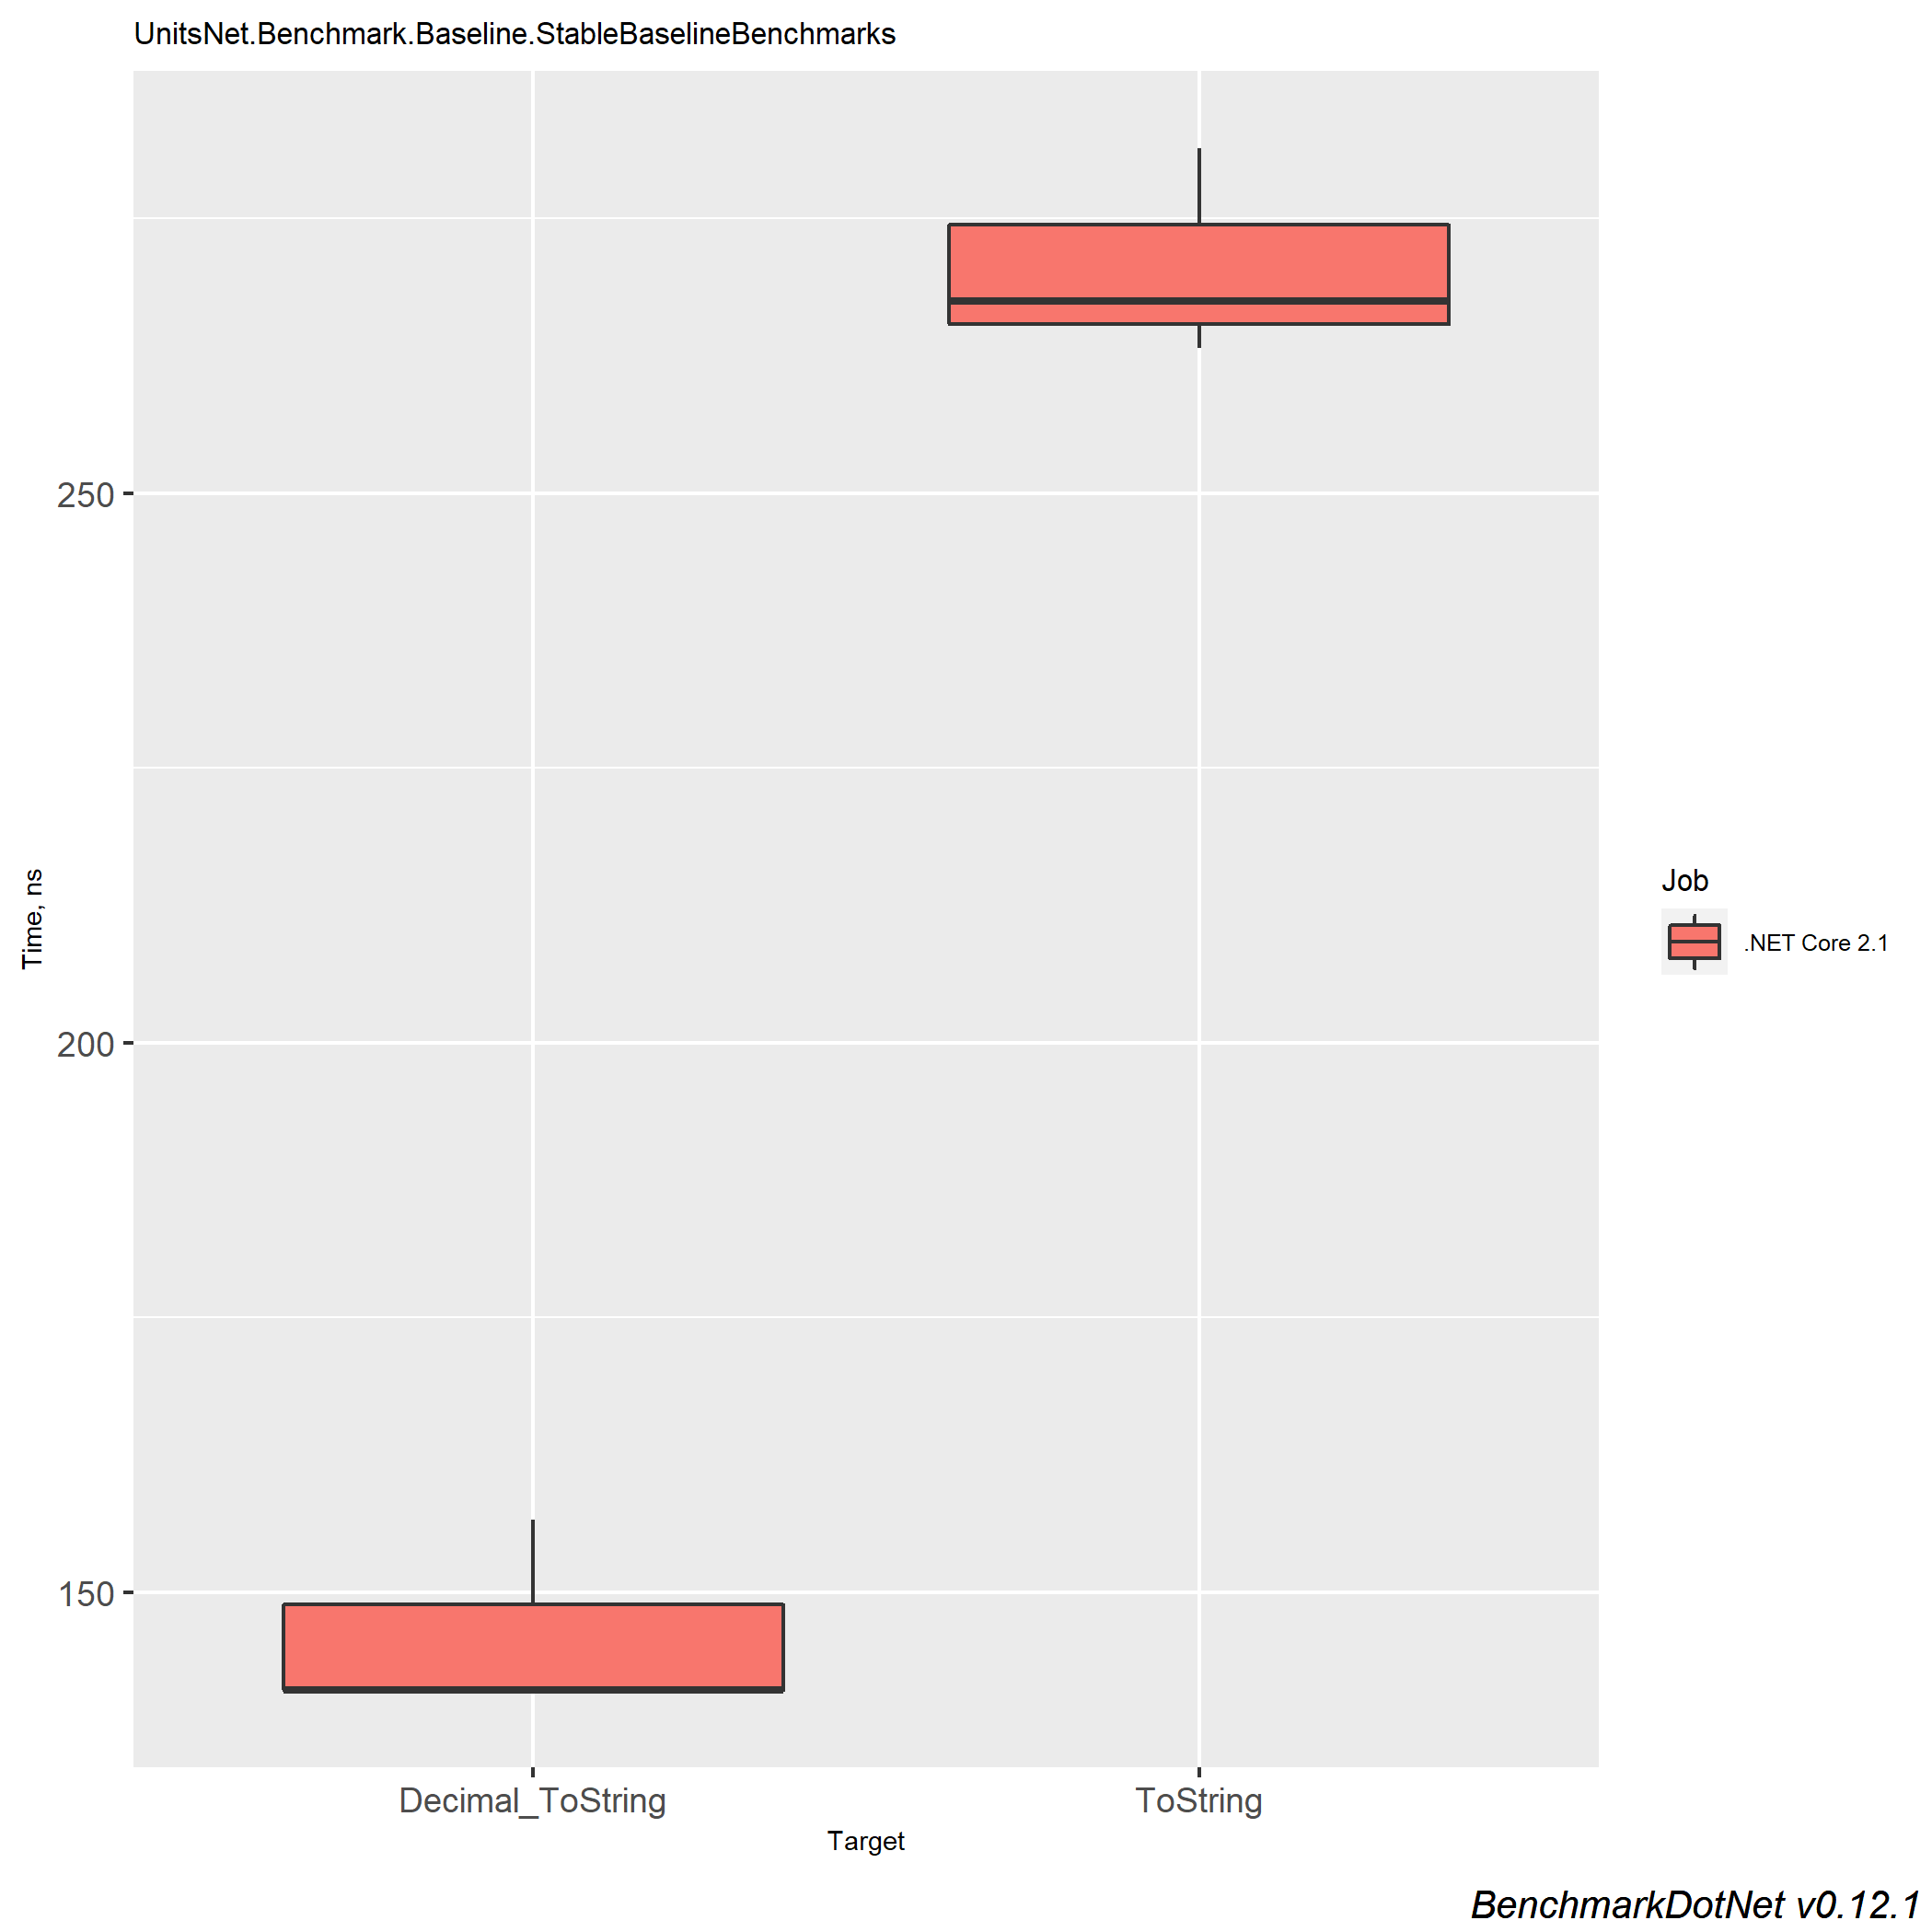 UnitsNet.Benchmark.Baseline.StableBaselineBenchmarks
Time, ns
250
200
150
Decimal_ToString
ToString
Target
Job
.NET Core 2.1
BenchmarkDotNet v0.12.1